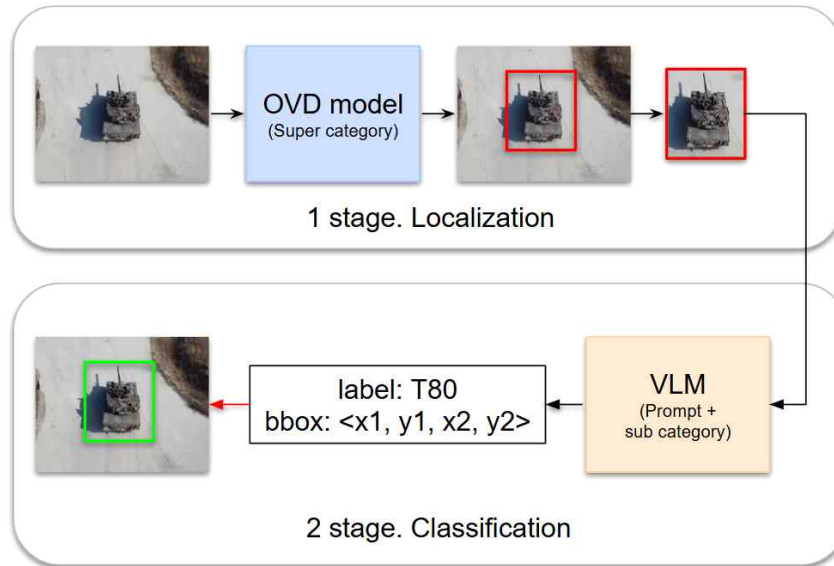 OVD model
(Super category)
1 stage. Localization
label: T80
bbox: <x1, y1, x2, y2>
VLM
(Prompt +
sub category)
2 stage. Classification